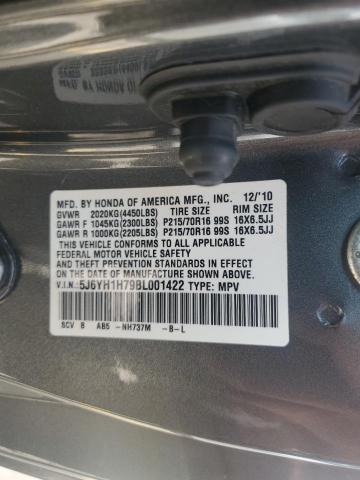 MFD. BY HONDA OF AMERICA MFG., INC. 12/'10
GVWR 2020KG(4450LBS) TIRE SIZE RIM SIZE
GAWR F 1045KG(2300LBS) P215/70R16 99S 16X6.5JJ
GAWR R 1000KG(2205LBS) P215/70R16 99S 16X6.5JJ
THIS VEHICLE CONFORMS TO ALL APPLICABLE
FEDERAL MOTOR VEHICLE SAFETY
STANDARDS IN EFFECT ON THE DATE OF
MANUFACTURE SHOWN ABOVE.
V.I.N.: 5J6YH1H79BL001422 TYPE: MPV
SCV B AB5- -NH737M -B-L